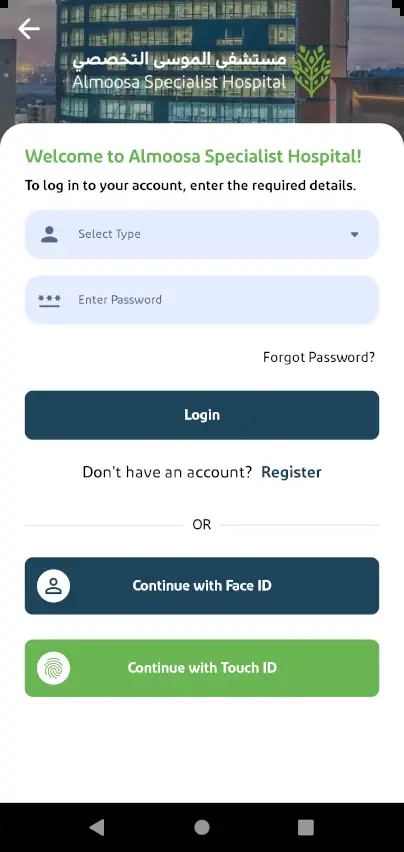 مستشفى الموسى التخصصي
Almoosa Specialist Hospital
Welcome to Almoosa Specialist Hospital!
To log in to your account, enter the required details.
Select Type
Enter Password
Forgot Password?
Login
Don't have an account? Register
OR
Continue with Face ID
Continue with Touch ID